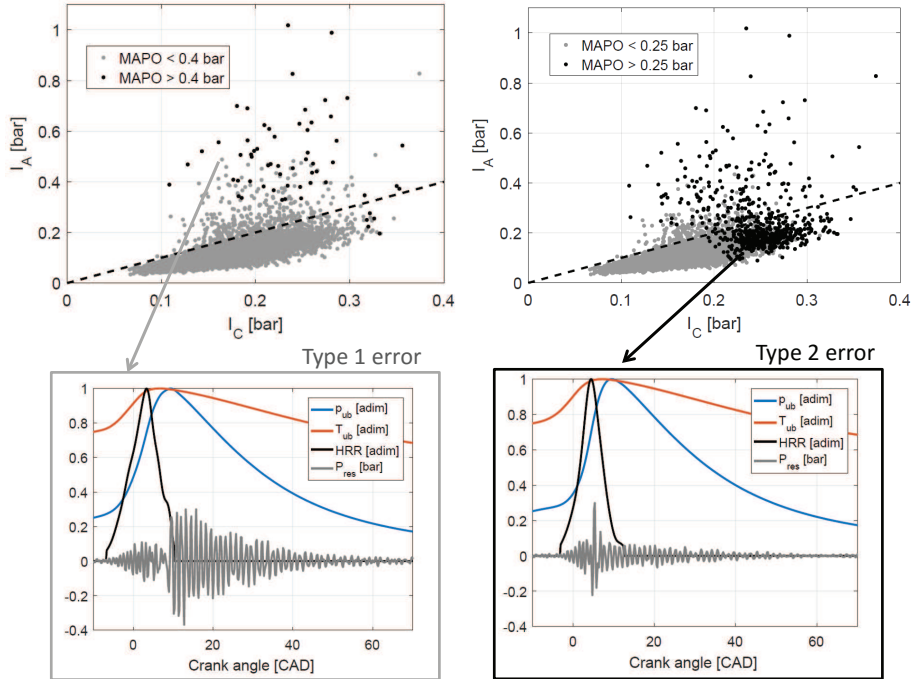 1
0.8
0.6
0.4
0.2
0
I_A [bar]
MAPO < 0.4 bar
MAPO > 0.4 bar
0 0.1 0.2 0.3 0.4
I_C [bar]
1
0.8
0.6
0.4
0.2
0
I_A [bar]
MAPO < 0.25 bar
MAPO > 0.25 bar
0 0.1 0.2 0.3 0.4
I_C [bar]
Type 1 error
1
0.8
0.6
0.4
0.2
0
-0.2
-0.4
p_ub [adim]
T_ub [adim]
HRR [adim]
P_res [bar]
0 20 40 60
Crank angle [CAD]
Type 2 error
1
0.8
0.6
0.4
0.2
0
-0.2
-0.4
p_ub [adim]
T_ub [adim]
HRR [adim]
P_res [bar]
0 20 40 60
Crank angle [CAD]